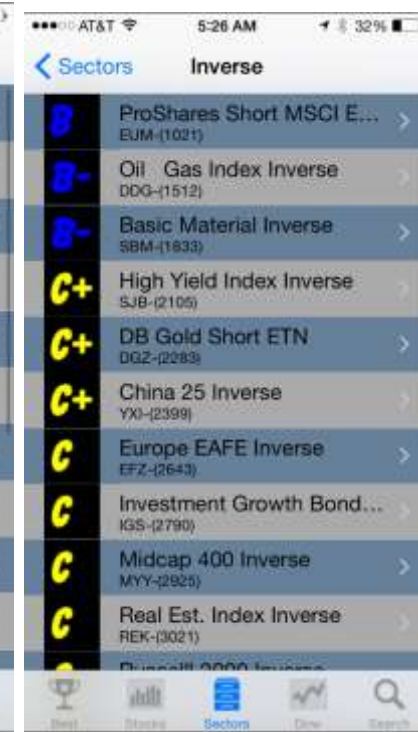 AT&T 5:26 AM 32%
Sectors Inverse
B ProShares Short MSCI E...
EUM-(1021)
B- Oil Gas Index Inverse
DDG-(1512)
B- Basic Material Inverse
SBM-(1633)
C+ High Yield Index Inverse
SJB-(2105)
C+ DB Gold Short ETN
DGZ-(2283)
C+ China 25 Inverse
YXI-(2399)
C Europe EAFE Inverse
EFZ-(2643)
C Investment Growth Bond...
IGS-(2790)
C Midcap 400 Inverse
MYY-(2925)
C Real Est. Index Inverse
REK-(3021)
2000 Inverse
Best Stocks Sectors Dow Search